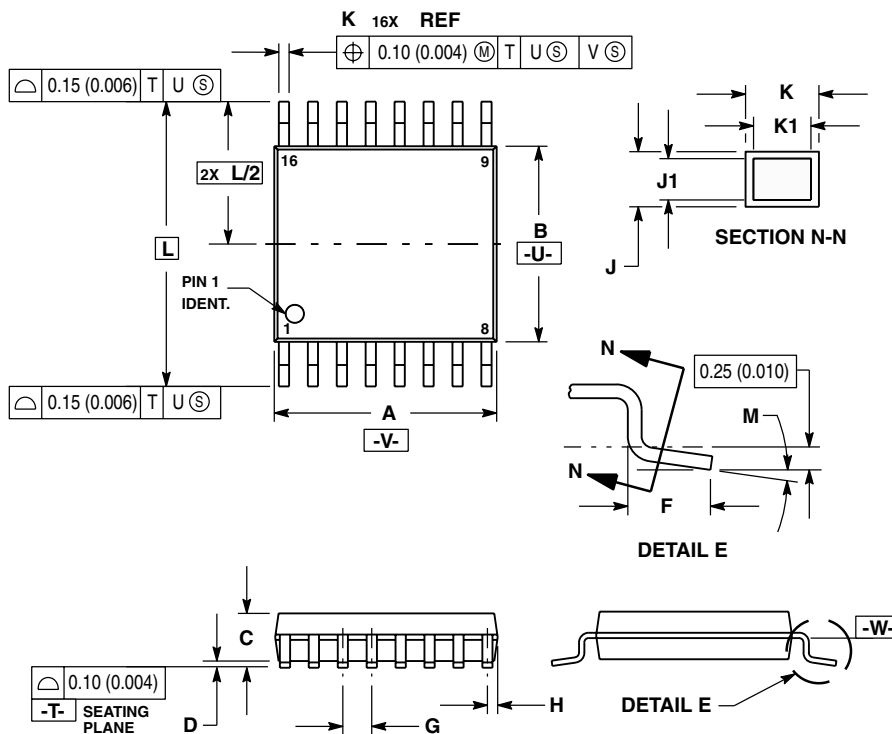 K 16X REF
⌖ 0.10 (0.004) Ⓜ T U Ⓢ V Ⓢ
⌓ 0.15 (0.006) T U Ⓢ
2X L/2
L
16
9
B
-U-
PIN 1
IDENT.
1
8
⌓ 0.15 (0.006) T U Ⓢ
A
-V-
K
K1
J1
J
SECTION N-N
N
0.25 (0.010)
M
N
F
DETAIL E
C
⌓ 0.10 (0.004)
-T- SEATING
PLANE
D
G
H
-W-
DETAIL E